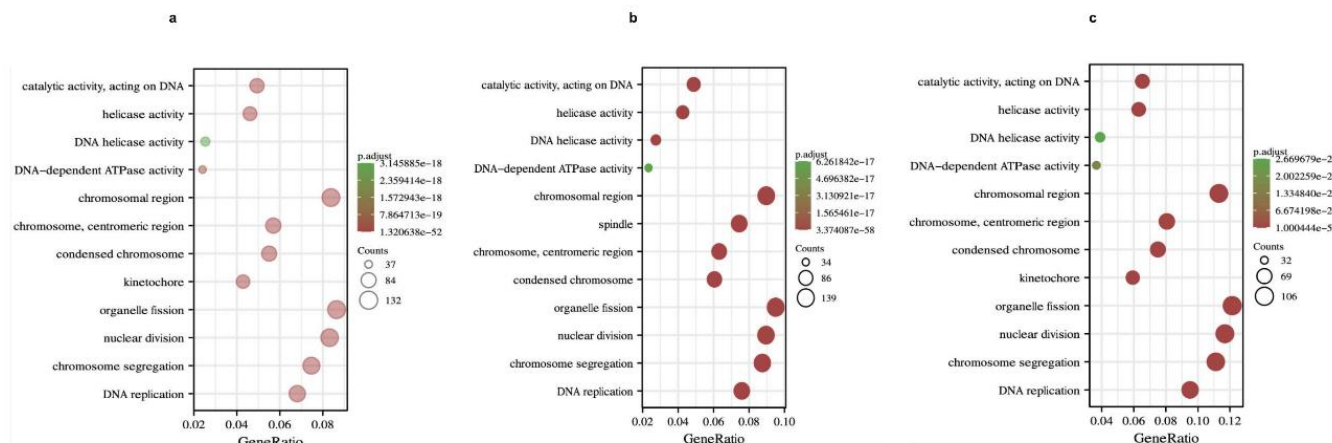 a
catalytic activity, acting on DNA
helicase activity
DNA helicase activity
DNA-dependent ATPase activity
chromosomal region
chromosome, centromeric region
condensed chromosome
kinetochore
organelle fission
nuclear division
chromosome segregation
DNA replication
0.02 0.04 0.06 0.08
GeneRatio
p.adjust
3.145885e-18
2.359414e-18
1.572943e-18
7.864713e-19
1.320638e-52
Counts
37
84
132
b
catalytic activity, acting on DNA
helicase activity
DNA helicase activity
DNA-dependent ATPase activity
chromosomal region
spindle
chromosome, centromeric region
condensed chromosome
organelle fission
nuclear division
chromosome segregation
DNA replication
0.02 0.04 0.06 0.08 0.10
GeneRatio
p.adjust
6.261842e-17
4.696382e-17
3.130921e-17
1.565461e-17
3.374087e-58
Counts
34
86
139
c
catalytic activity, acting on DNA
helicase activity
DNA helicase activity
DNA-dependent ATPase activity
chromosomal region
chromosome, centromeric region
condensed chromosome
kinetochore
organelle fission
nuclear division
chromosome segregation
DNA replication
0.04 0.06 0.08 0.10 0.12
GeneRatio
p.adjust
2.669679e-2
2.002259e-2
1.334840e-2
6.674198e-2
1.000444e-5
Counts
32
69
106